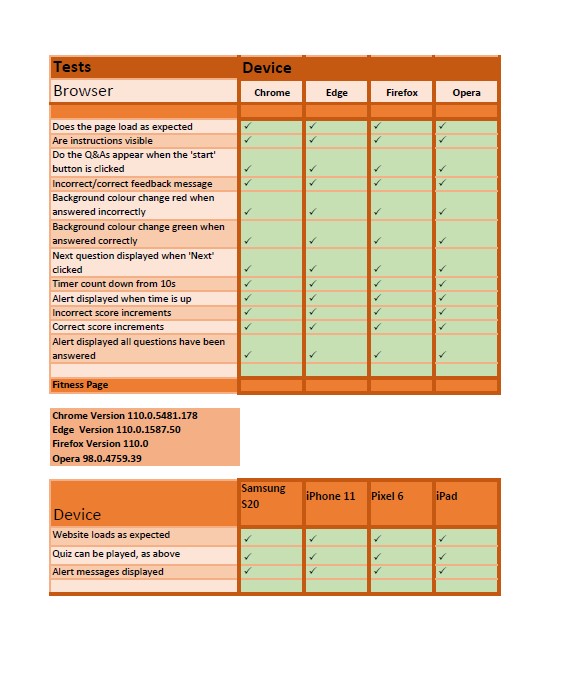 Tests Device
Browser Chrome Edge Firefox Opera
Does the page load as expected ✓ ✓ ✓ ✓
Are instructions visible ✓ ✓ ✓ ✓
Do the Q&As appear when the 'start'
button is clicked ✓ ✓ ✓ ✓
Incorrect/correct feedback message ✓ ✓ ✓ ✓
Background colour change red when
answered incorrectly ✓ ✓ ✓ ✓
Background colour change green when
answered correctly ✓ ✓ ✓ ✓
Next question displayed when 'Next'
clicked ✓ ✓ ✓ ✓
Timer count down from 10s ✓ ✓ ✓ ✓
Alert displayed when time is up ✓ ✓ ✓ ✓
Incorrect score increments ✓ ✓ ✓ ✓
Correct score increments ✓ ✓ ✓ ✓
Alert displayed all questions have been
answered ✓ ✓ ✓ ✓
Fitness Page
Chrome Version 110.0.5481.178
Edge Version 110.0.1587.50
Firefox Version 110.0
Opera 98.0.4759.39
Samsung
S20 iPhone 11 Pixel 6 iPad
Device
Website loads as expected ✓ ✓ ✓ ✓
Quiz can be played, as above ✓ ✓ ✓ ✓
Alert messages displayed ✓ ✓ ✓ ✓